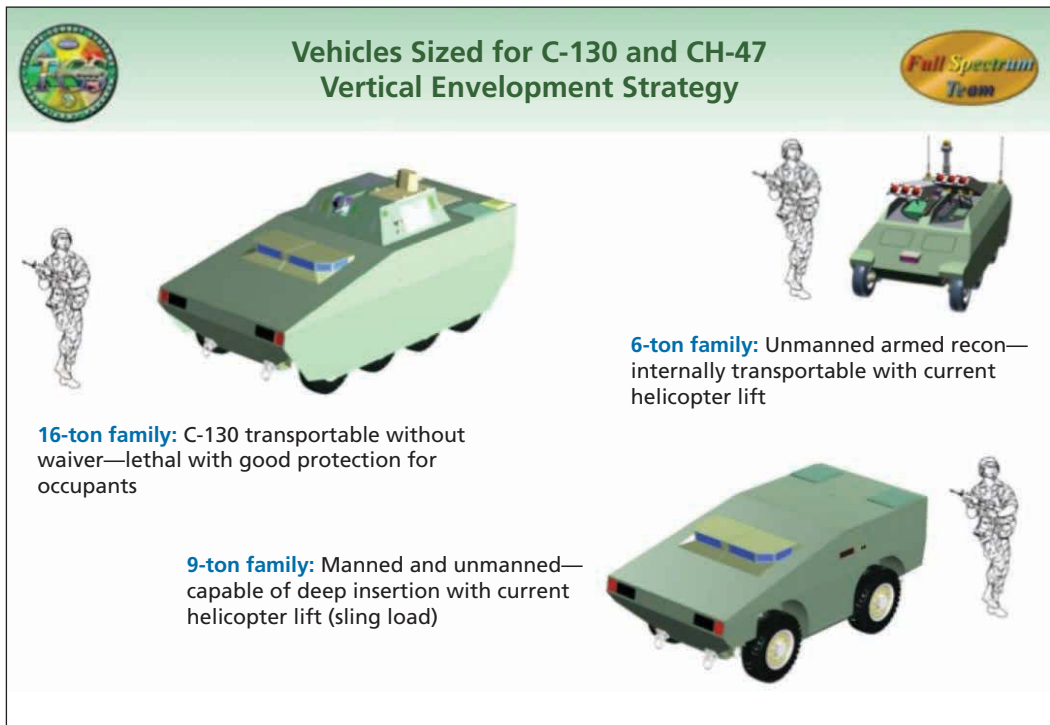 Vehicles Sized for C-130 and CH-47
Vertical Envelopment Strategy
Full Spectrum
Team
6-ton family: Unmanned armed recon—
internally transportable with current
helicopter lift
16-ton family: C-130 transportable without
waiver—lethal with good protection for
occupants
9-ton family: Manned and unmanned—
capable of deep insertion with current
helicopter lift (sling load)